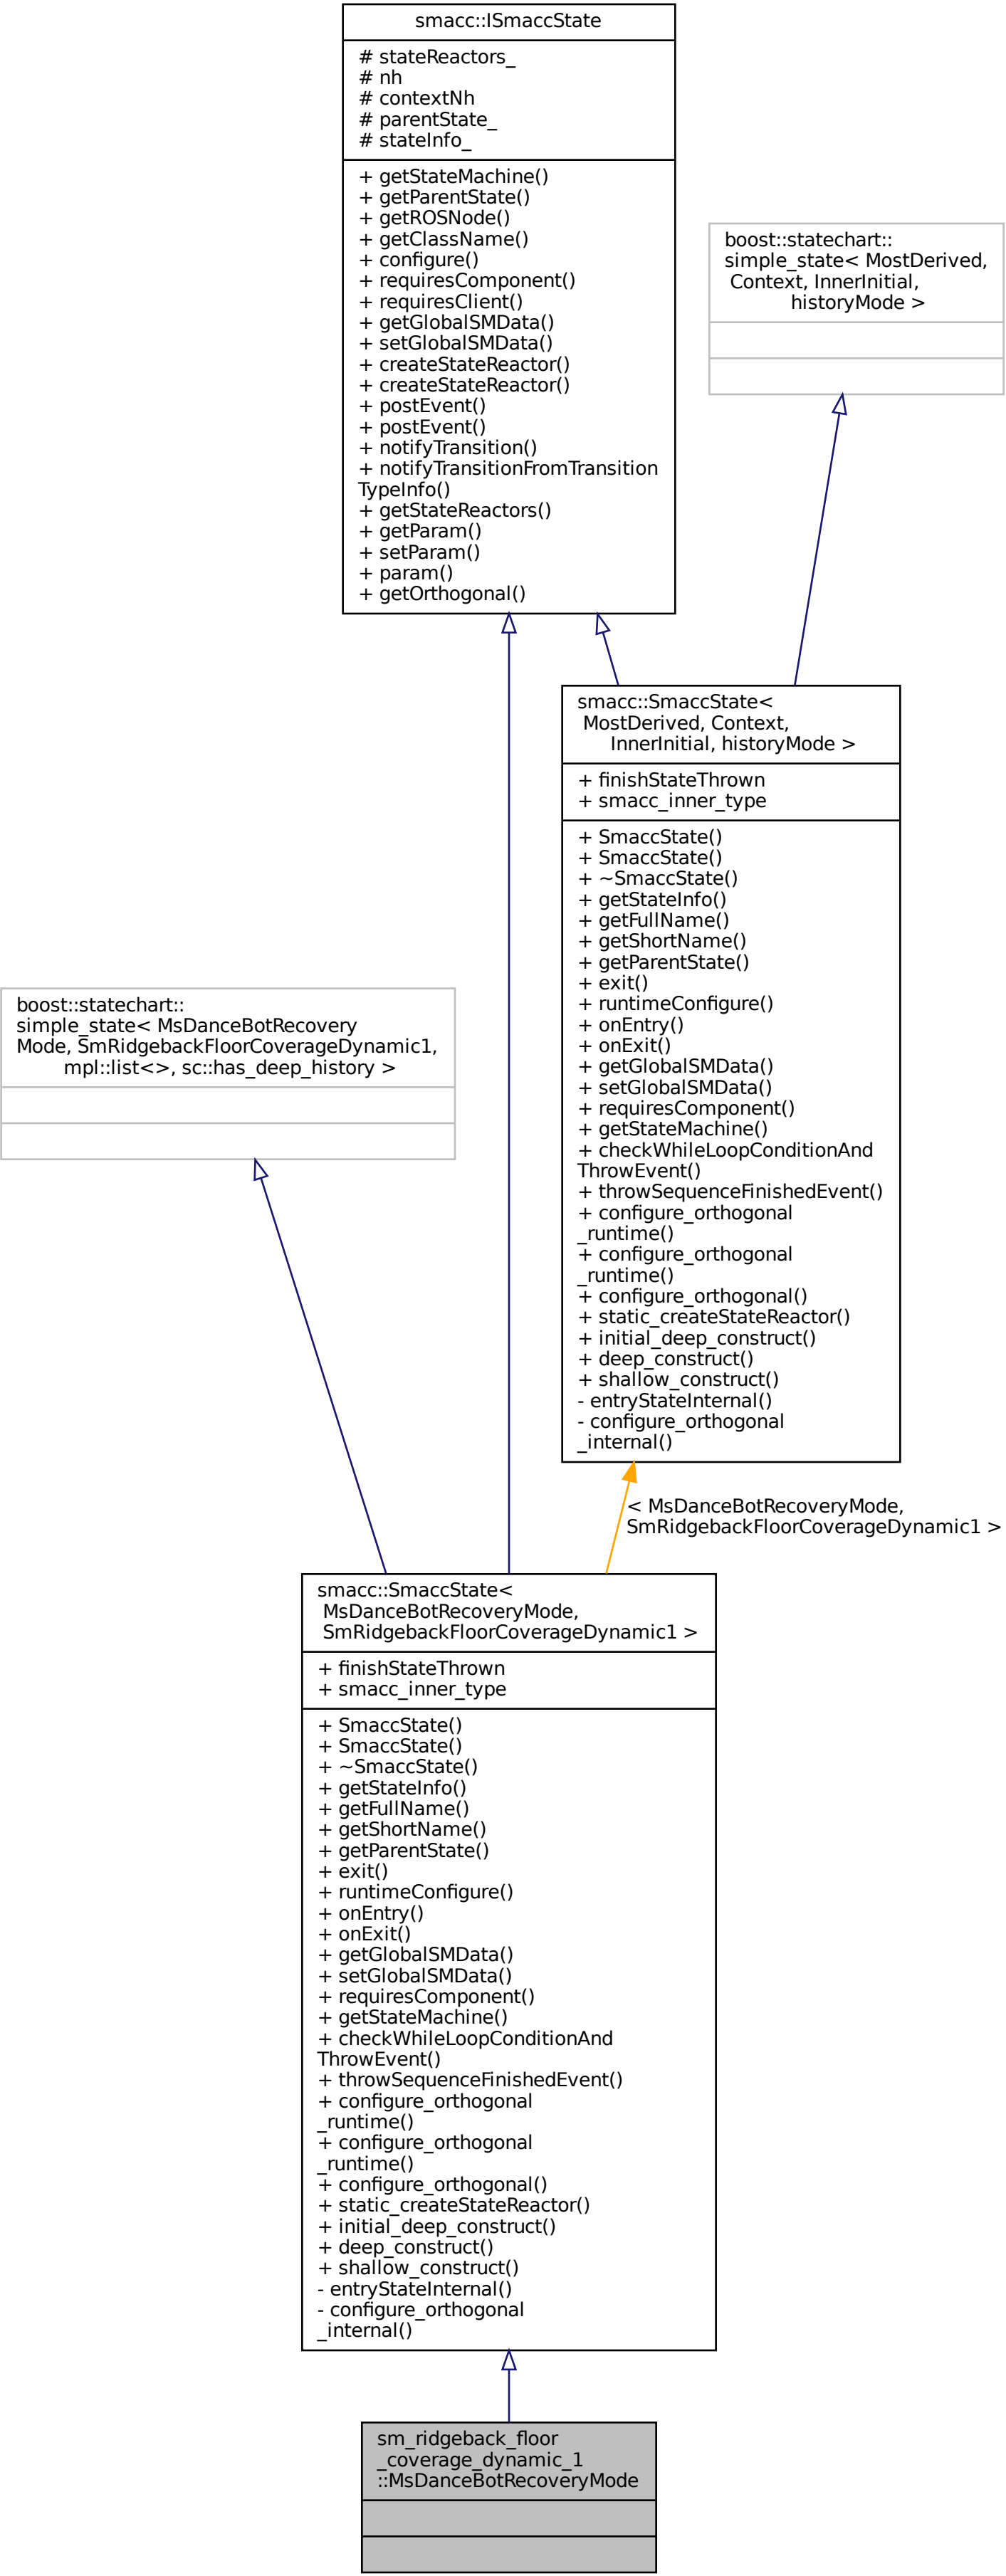 smacc::ISmaccState
# stateReactors_
# nh
# contextNh
# parentState_
# stateInfo_
+ getStateMachine()
+ getParentState()
+ getROSNode()
+ getClassName()
+ configure()
+ requiresComponent()
+ requiresClient()
+ getGlobalSMData()
+ setGlobalSMData()
+ createStateReactor()
+ createStateReactor()
+ postEvent()
+ postEvent()
+ notifyTransition()
+ notifyTransitionFromTransition
TypeInfo()
+ getStateReactors()
+ getParam()
+ setParam()
+ param()
+ getOrthogonal()
boost::statechart::
simple_state< MostDerived,
Context, InnerInitial,
historyMode >
smacc::SmaccState<
MostDerived, Context,
InnerInitial, historyMode >
+ finishStateThrown
+ smacc_inner_type
+ SmaccState()
+ SmaccState()
+ ~SmaccState()
+ getStateInfo()
+ getFullName()
+ getShortName()
+ getParentState()
+ exit()
+ runtimeConfigure()
+ onEntry()
+ onExit()
+ getGlobalSMData()
+ setGlobalSMData()
+ requiresComponent()
+ getStateMachine()
+ checkWhileLoopConditionAnd
ThrowEvent()
+ throwSequenceFinishedEvent()
+ configure_orthogonal
_runtime()
+ configure_orthogonal
_runtime()
+ configure_orthogonal()
+ static_createStateReactor()
+ initial_deep_construct()
+ deep_construct()
+ shallow_construct()
- entryStateInternal()
- configure_orthogonal
_internal()
boost::statechart::
simple_state< MsDanceBotRecovery
Mode, SmRidgebackFloorCoverageDynamic1,
mpl::list<>, sc::has_deep_history >
< MsDanceBotRecoveryMode,
SmRidgebackFloorCoverageDynamic1 >
smacc::SmaccState<
MsDanceBotRecoveryMode,
SmRidgebackFloorCoverageDynamic1 >
+ finishStateThrown
+ smacc_inner_type
+ SmaccState()
+ SmaccState()
+ ~SmaccState()
+ getStateInfo()
+ getFullName()
+ getShortName()
+ getParentState()
+ exit()
+ runtimeConfigure()
+ onEntry()
+ onExit()
+ getGlobalSMData()
+ setGlobalSMData()
+ requiresComponent()
+ getStateMachine()
+ checkWhileLoopConditionAnd
ThrowEvent()
+ throwSequenceFinishedEvent()
+ configure_orthogonal
_runtime()
+ configure_orthogonal
_runtime()
+ configure_orthogonal()
+ static_createStateReactor()
+ initial_deep_construct()
+ deep_construct()
+ shallow_construct()
- entryStateInternal()
- configure_orthogonal
_internal()
sm_ridgeback_floor
_coverage_dynamic_1
::MsDanceBotRecoveryMode